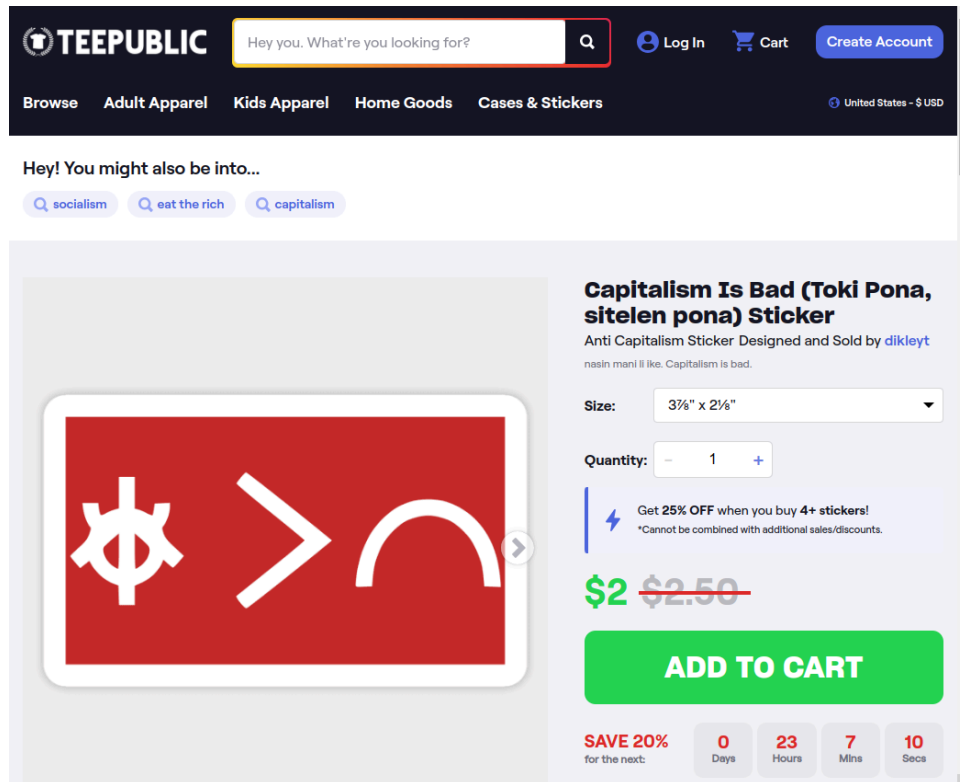 TEEPUBLIC
Hey you. What're you looking for?
Log In
Cart
Create Account
Browse
Adult Apparel
Kids Apparel
Home Goods
Cases & Stickers
United States - $ USD
Hey! You might also be into...
socialism
eat the rich
capitalism
Capitalism Is Bad (Toki Pona,
sitelen pona) Sticker
Anti Capitalism Sticker Designed and Sold by dikleyt
nasin mani li ike. Capitalism is bad.
Size:
3⅞" x 2⅛"
Quantity:
− 1 +
Get 25% OFF when you buy 4+ stickers!
*Cannot be combined with additional sales/discounts.
$2 $2.50
ADD TO CART
SAVE 20%
for the next:
0
Days
23
Hours
7
Mins
10
Secs